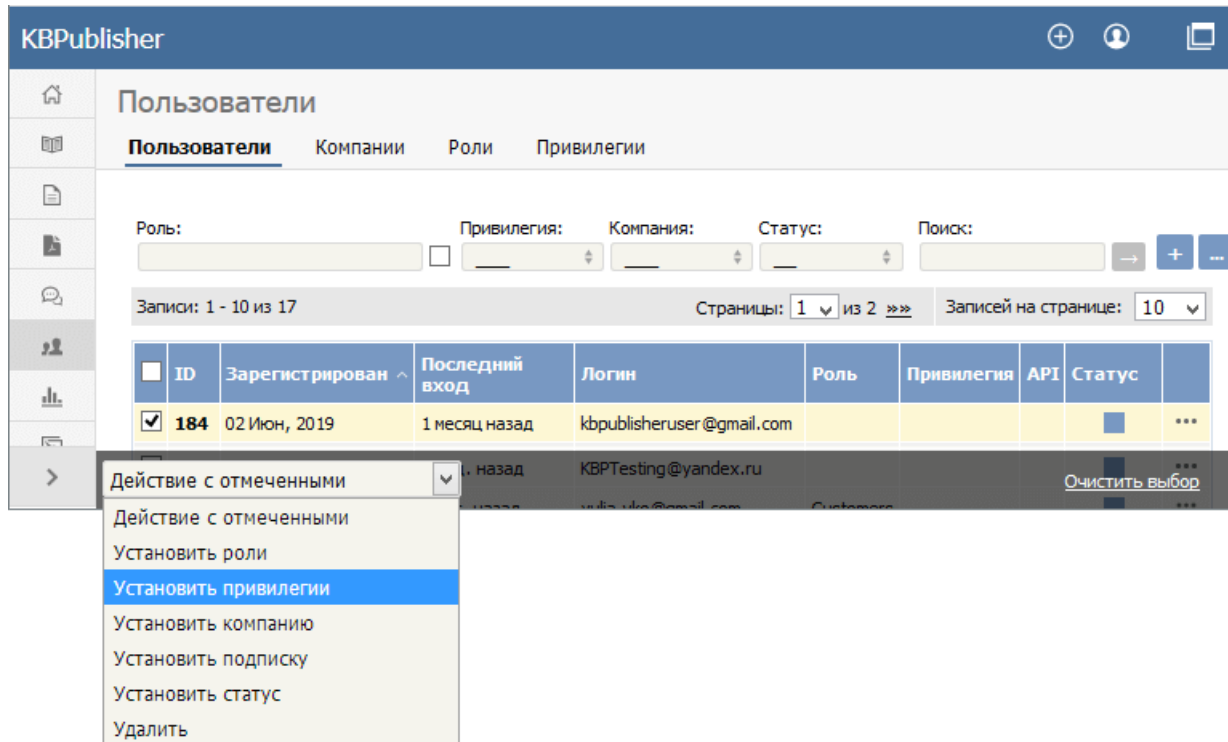 KBPublisher
Пользователи
Пользователи Компании Роли Привилегии
Роль: Привилегия: Компания: Статус: Поиск:
Записи: 1 - 10 из 17 Страницы: 1 из 2 »» Записей на странице: 10
ID Зарегистрирован Последний вход Логин Роль Привилегия API Статус
184 02 Июн, 2019 1 месяц назад kbpublisheruser@gmail.com
назад KBPTesting@yandex.ru
Действие с отмеченными Очистить выбор
Действие с отмеченными
Установить роли
Установить привилегии
Установить компанию
Установить подписку
Установить статус
Удалить